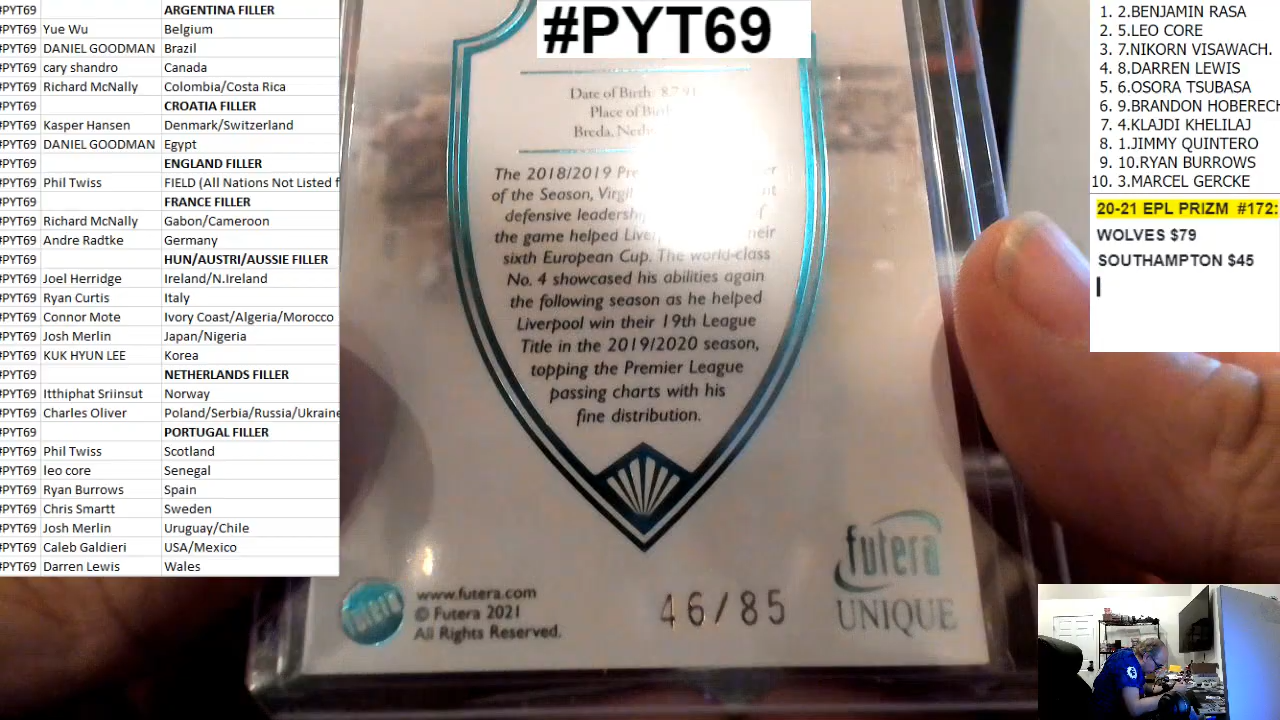 #PYT69 ARGENTINA FILLER
#PYT69 Yue Wu Belgium
#PYT69 DANIEL GOODMAN Brazil
#PYT69 cary shandro Canada
#PYT69 Richard McNally Colombia/Costa Rica
#PYT69 CROATIA FILLER
#PYT69 Kasper Hansen Denmark/Switzerland
#PYT69 DANIEL GOODMAN Egypt
#PYT69 ENGLAND FILLER
#PYT69 Phil Twiss FIELD (All Nations Not Listed f
#PYT69 FRANCE FILLER
#PYT69 Richard McNally Gabon/Cameroon
#PYT69 Andre Radtke Germany
#PYT69 HUN/AUSTRI/AUSSIE FILLER
#PYT69 Joel Herridge Ireland/N.Ireland
#PYT69 Ryan Curtis Italy
#PYT69 Connor Mote Ivory Coast/Algeria/Morocco
#PYT69 Josh Merlin Japan/Nigeria
#PYT69 KUK HYUN LEE Korea
#PYT69 NETHERLANDS FILLER
#PYT69 Itthiphat Sriinsut Norway
#PYT69 Charles Oliver Poland/Serbia/Russia/Ukraine
#PYT69 PORTUGAL FILLER
#PYT69 Phil Twiss Scotland
#PYT69 leo core Senegal
#PYT69 Ryan Burrows Spain
#PYT69 Chris Smartt Sweden
#PYT69 Josh Merlin Uruguay/Chile
#PYT69 Caleb Galdieri USA/Mexico
#PYT69 Darren Lewis Wales
#PYT69
Date of Birth: 8.7.91
Place of
Breda,
The 2018/2019
of the Season,
defensive
the game helped
sixth European Cup. The world-class
No. 4 showcased his abilities again
the following season as he helped
Liverpool win their 19th League
Title in the 2019/2020 season,
topping the Premier League
passing charts with his
fine distribution.
www.futera.com
© Futera 2021
All Rights Reserved.
46/85
futera
UNIQUE
1. 2.BENJAMIN RASA
2. 5.LEO CORE
3. 7.NIKORN VISAWACH.
4. 8.DARREN LEWIS
5. 6.OSORA TSUBASA
6. 9.BRANDON HOBERECH
7. 4.KLAJDI KHELILAJ
8. 1.JIMMY QUINTERO
9. 10.RYAN BURROWS
10. 3.MARCEL GERCKE
20-21 EPL PRIZM #172:
WOLVES $79
SOUTHAMPTON $45